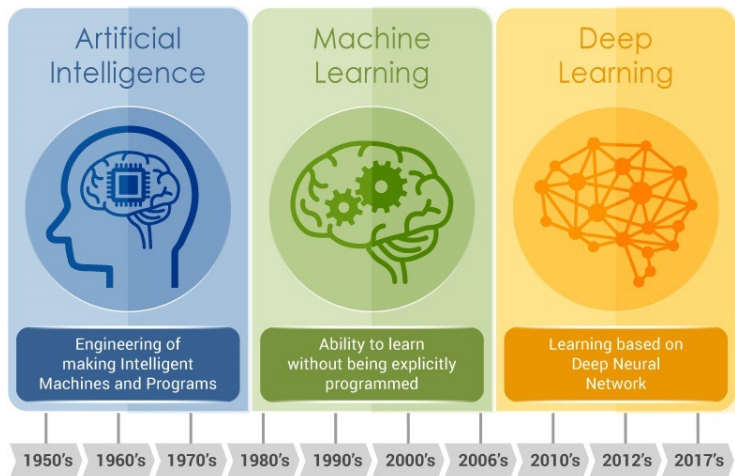 Artificial
Intelligence
Machine
Learning
Deep
Learning
Engineering of
making Intelligent
Machines and Programs
Ability to learn
without being explicitly
programmed
Learning based on
Deep Neural
Network
1950's
1960's
1970's
1980's
1990's
2000's
2006's
2010's
2012's
2017's